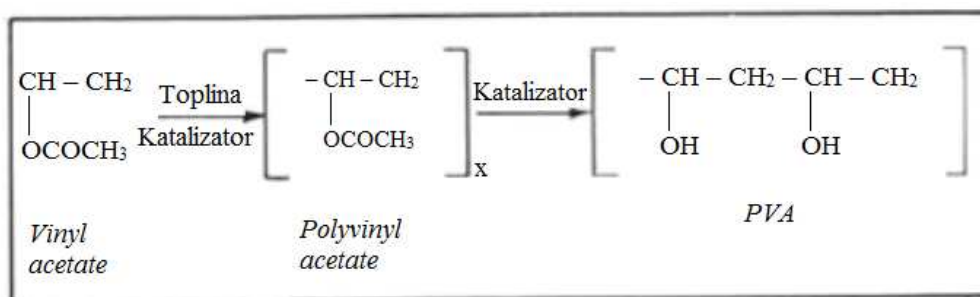 CH – CH2
OCOCH3
Toplina
Katalizator
– CH – CH2
OCOCH3
x
Katalizator
– CH – CH2 – CH – CH2
OH OH
Vinyl
acetate
Polyvinyl
acetate
PVA